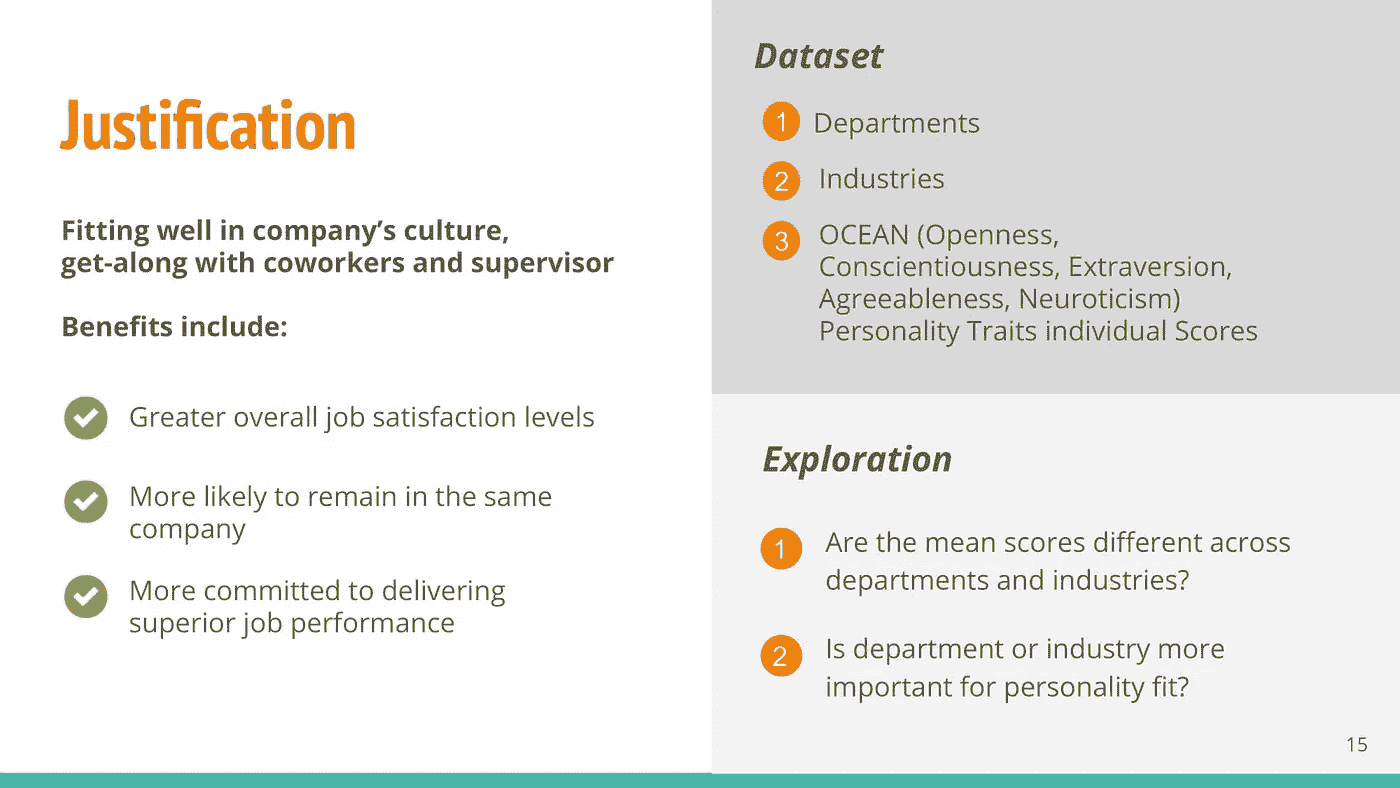 Justification
Fitting well in company’s culture,
get-along with coworkers and supervisor
Benefits include:
Greater overall job satisfaction levels
More likely to remain in the same
company
More committed to delivering
superior job performance
Dataset
1 Departments
2 Industries
3 OCEAN (Openness,
Conscientiousness, Extraversion,
Agreeableness, Neuroticism)
Personality Traits individual Scores
Exploration
1 Are the mean scores different across
departments and industries?
2 Is department or industry more
important for personality fit?
15